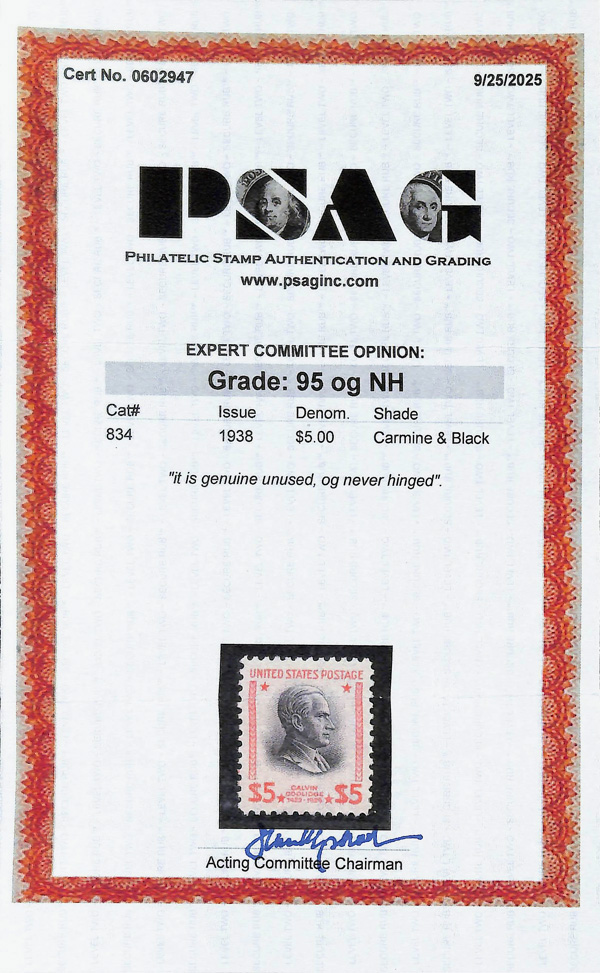 Cert No. 0602947
9/25/2025
PSAG
PHILATELIC STAMP AUTHENTICATION AND GRADING
www.psaginc.com
EXPERT COMMITTEE OPINION:
Grade: 95 og NH
Cat# Issue Denom. Shade
834 1938 $5.00 Carmine & Black
"it is genuine unused, og never hinged".
UNITED STATES POSTAGE
CALVIN
COOLIDGE
$5 1923-1929 $5
Acting Committee Chairman